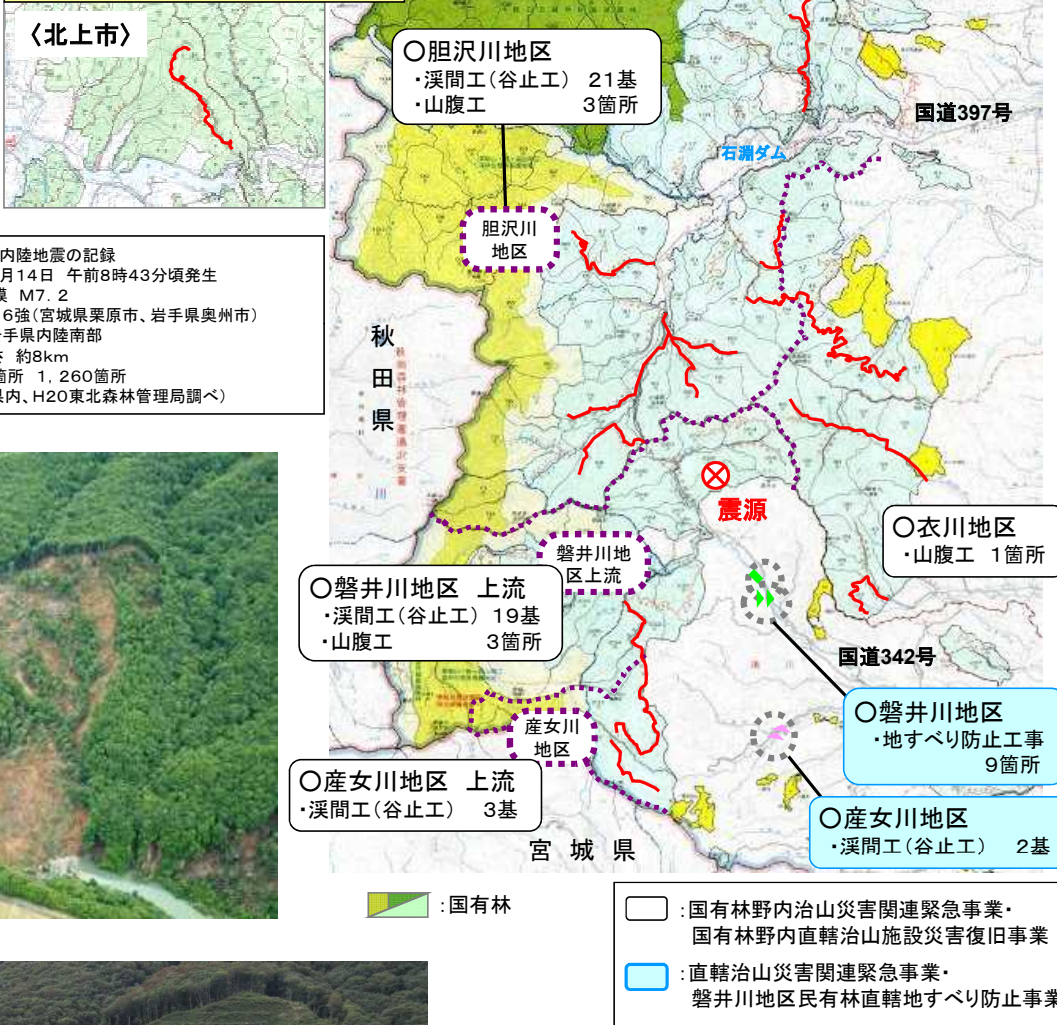 〈北上市〉
○胆沢川地区
・渓間工(谷止工) 21基
・山腹工 3箇所
国道397号
石淵ダム
胆沢川
地区
内陸地震の記録
月14日 午前8時43分頃発生
M7.2
6強(宮城県栗原市、岩手県奥州市)
手県内陸南部
約8km
箇所 1,260箇所
県内、H20東北森林管理局調べ)
秋田県
震源
○衣川地区
・山腹工 1箇所
磐井川地
区上流
○磐井川地区 上流
・渓間工(谷止工) 19基
・山腹工 3箇所
国道342号
○磐井川地区
・地すべり防止工事
9箇所
産女川
地区
○産女川地区 上流
・渓間工(谷止工) 3基
○産女川地区
・渓間工(谷止工) 2基
宮城県
:国有林
:国有林野内治山災害関連緊急事業・
国有林野内直轄治山施設災害復旧事業
:直轄治山災害関連緊急事業・
磐井川地区民有林直轄地すべり防止事業